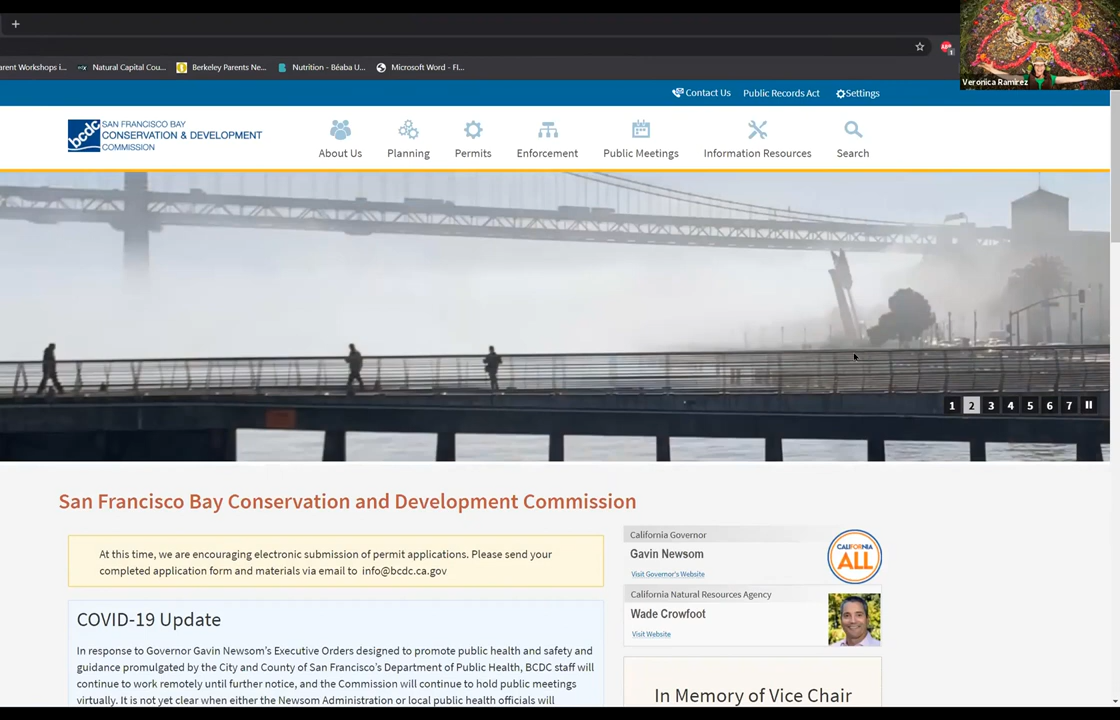 arent Workshops i...
Natural Capital Cou...
Berkeley Parents Ne...
Nutrition - Béaba U...
Microsoft Word - Fl...
Veronica Ramirez
Contact Us
Public Records Act
Settings
bcdc
SAN FRANCISCO BAY
CONSERVATION & DEVELOPMENT
COMMISSION
About Us
Planning
Permits
Enforcement
Public Meetings
Information Resources
Search
1 2 3 4 5 6 7
San Francisco Bay Conservation and Development Commission
At this time, we are encouraging electronic submission of permit applications. Please send your
completed application form and materials via email to info@bcdc.ca.gov
COVID-19 Update
In response to Governor Gavin Newsom's Executive Orders designed to promote public health and safety and
guidance promulgated by the City and County of San Francisco's Department of Public Health, BCDC staff will
continue to work remotely until further notice, and the Commission will continue to hold public meetings
virtually. It is not yet clear when either the Newsom Administration or local public health officials will
California Governor
Gavin Newsom
Visit Governor's Website
CALIFORNIA
ALL
California Natural Resources Agency
Wade Crowfoot
Visit Website
In Memory of Vice Chair